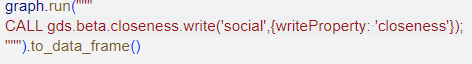 graph.run("""
CALL gds.beta.closeness.write('social',{writeProperty: 'closeness'});
""").to_data_frame()